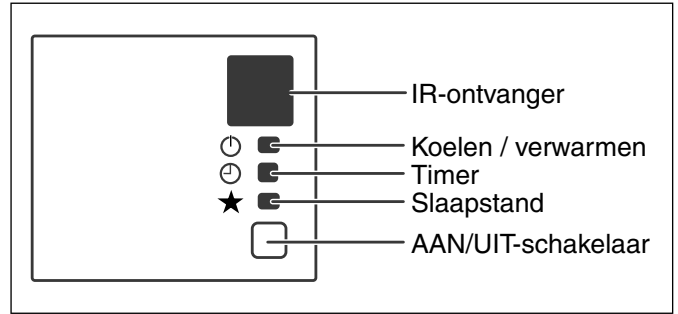 IR-ontvanger
Koelen / verwarmen
Timer
Slaapstand
AAN/UIT-schakelaar